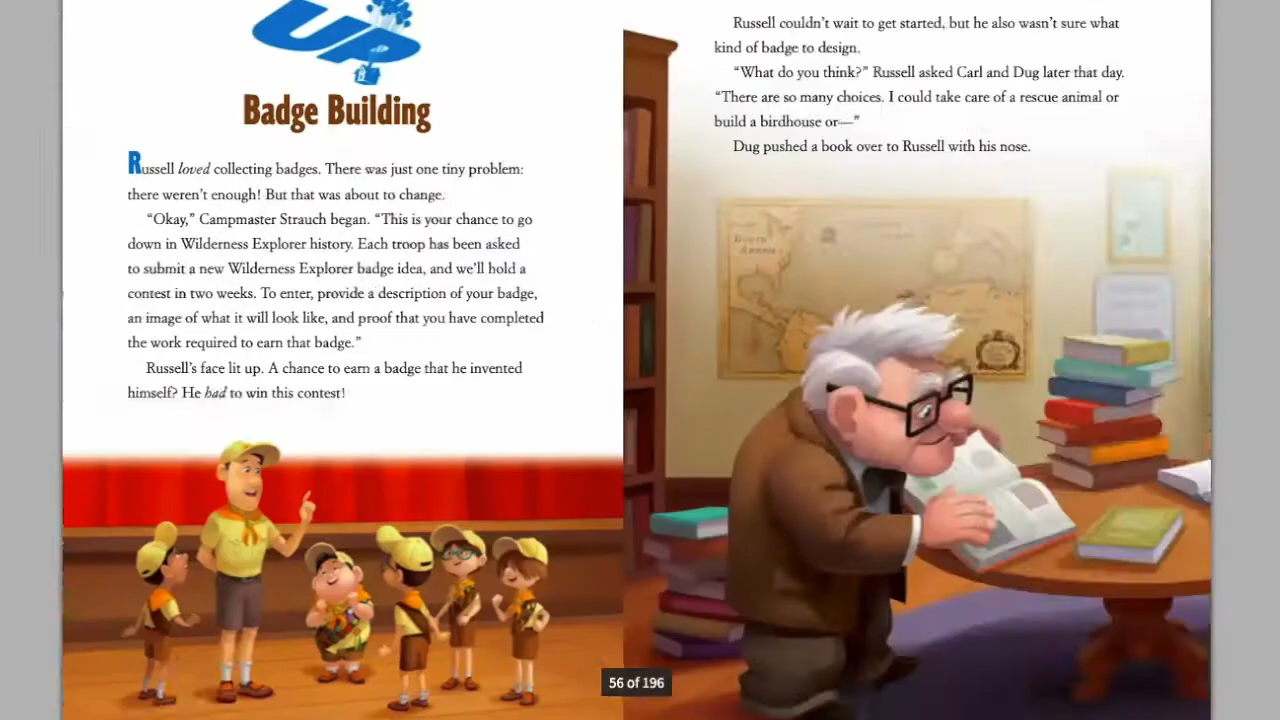 UP
Badge Building
Russell loved collecting badges. There was just one tiny problem:
there weren't enough! But that was about to change.
“Okay,” Campmaster Strauch began. “This is your chance to go
down in Wilderness Explorer history. Each troop has been asked
to submit a new Wilderness Explorer badge idea, and we'll hold a
contest in two weeks. To enter, provide a description of your badge,
an image of what it will look like, and proof that you have completed
the work required to earn that badge.”
Russell's face lit up. A chance to earn a badge that he invented
himself? He had to win this contest!
Russell couldn't wait to get started, but he also wasn't sure what
kind of badge to design.
“What do you think?” Russell asked Carl and Dug later that day.
“There are so many choices. I could take care of a rescue animal or
build a birdhouse or—”
Dug pushed a book over to Russell with his nose.
56 of 196